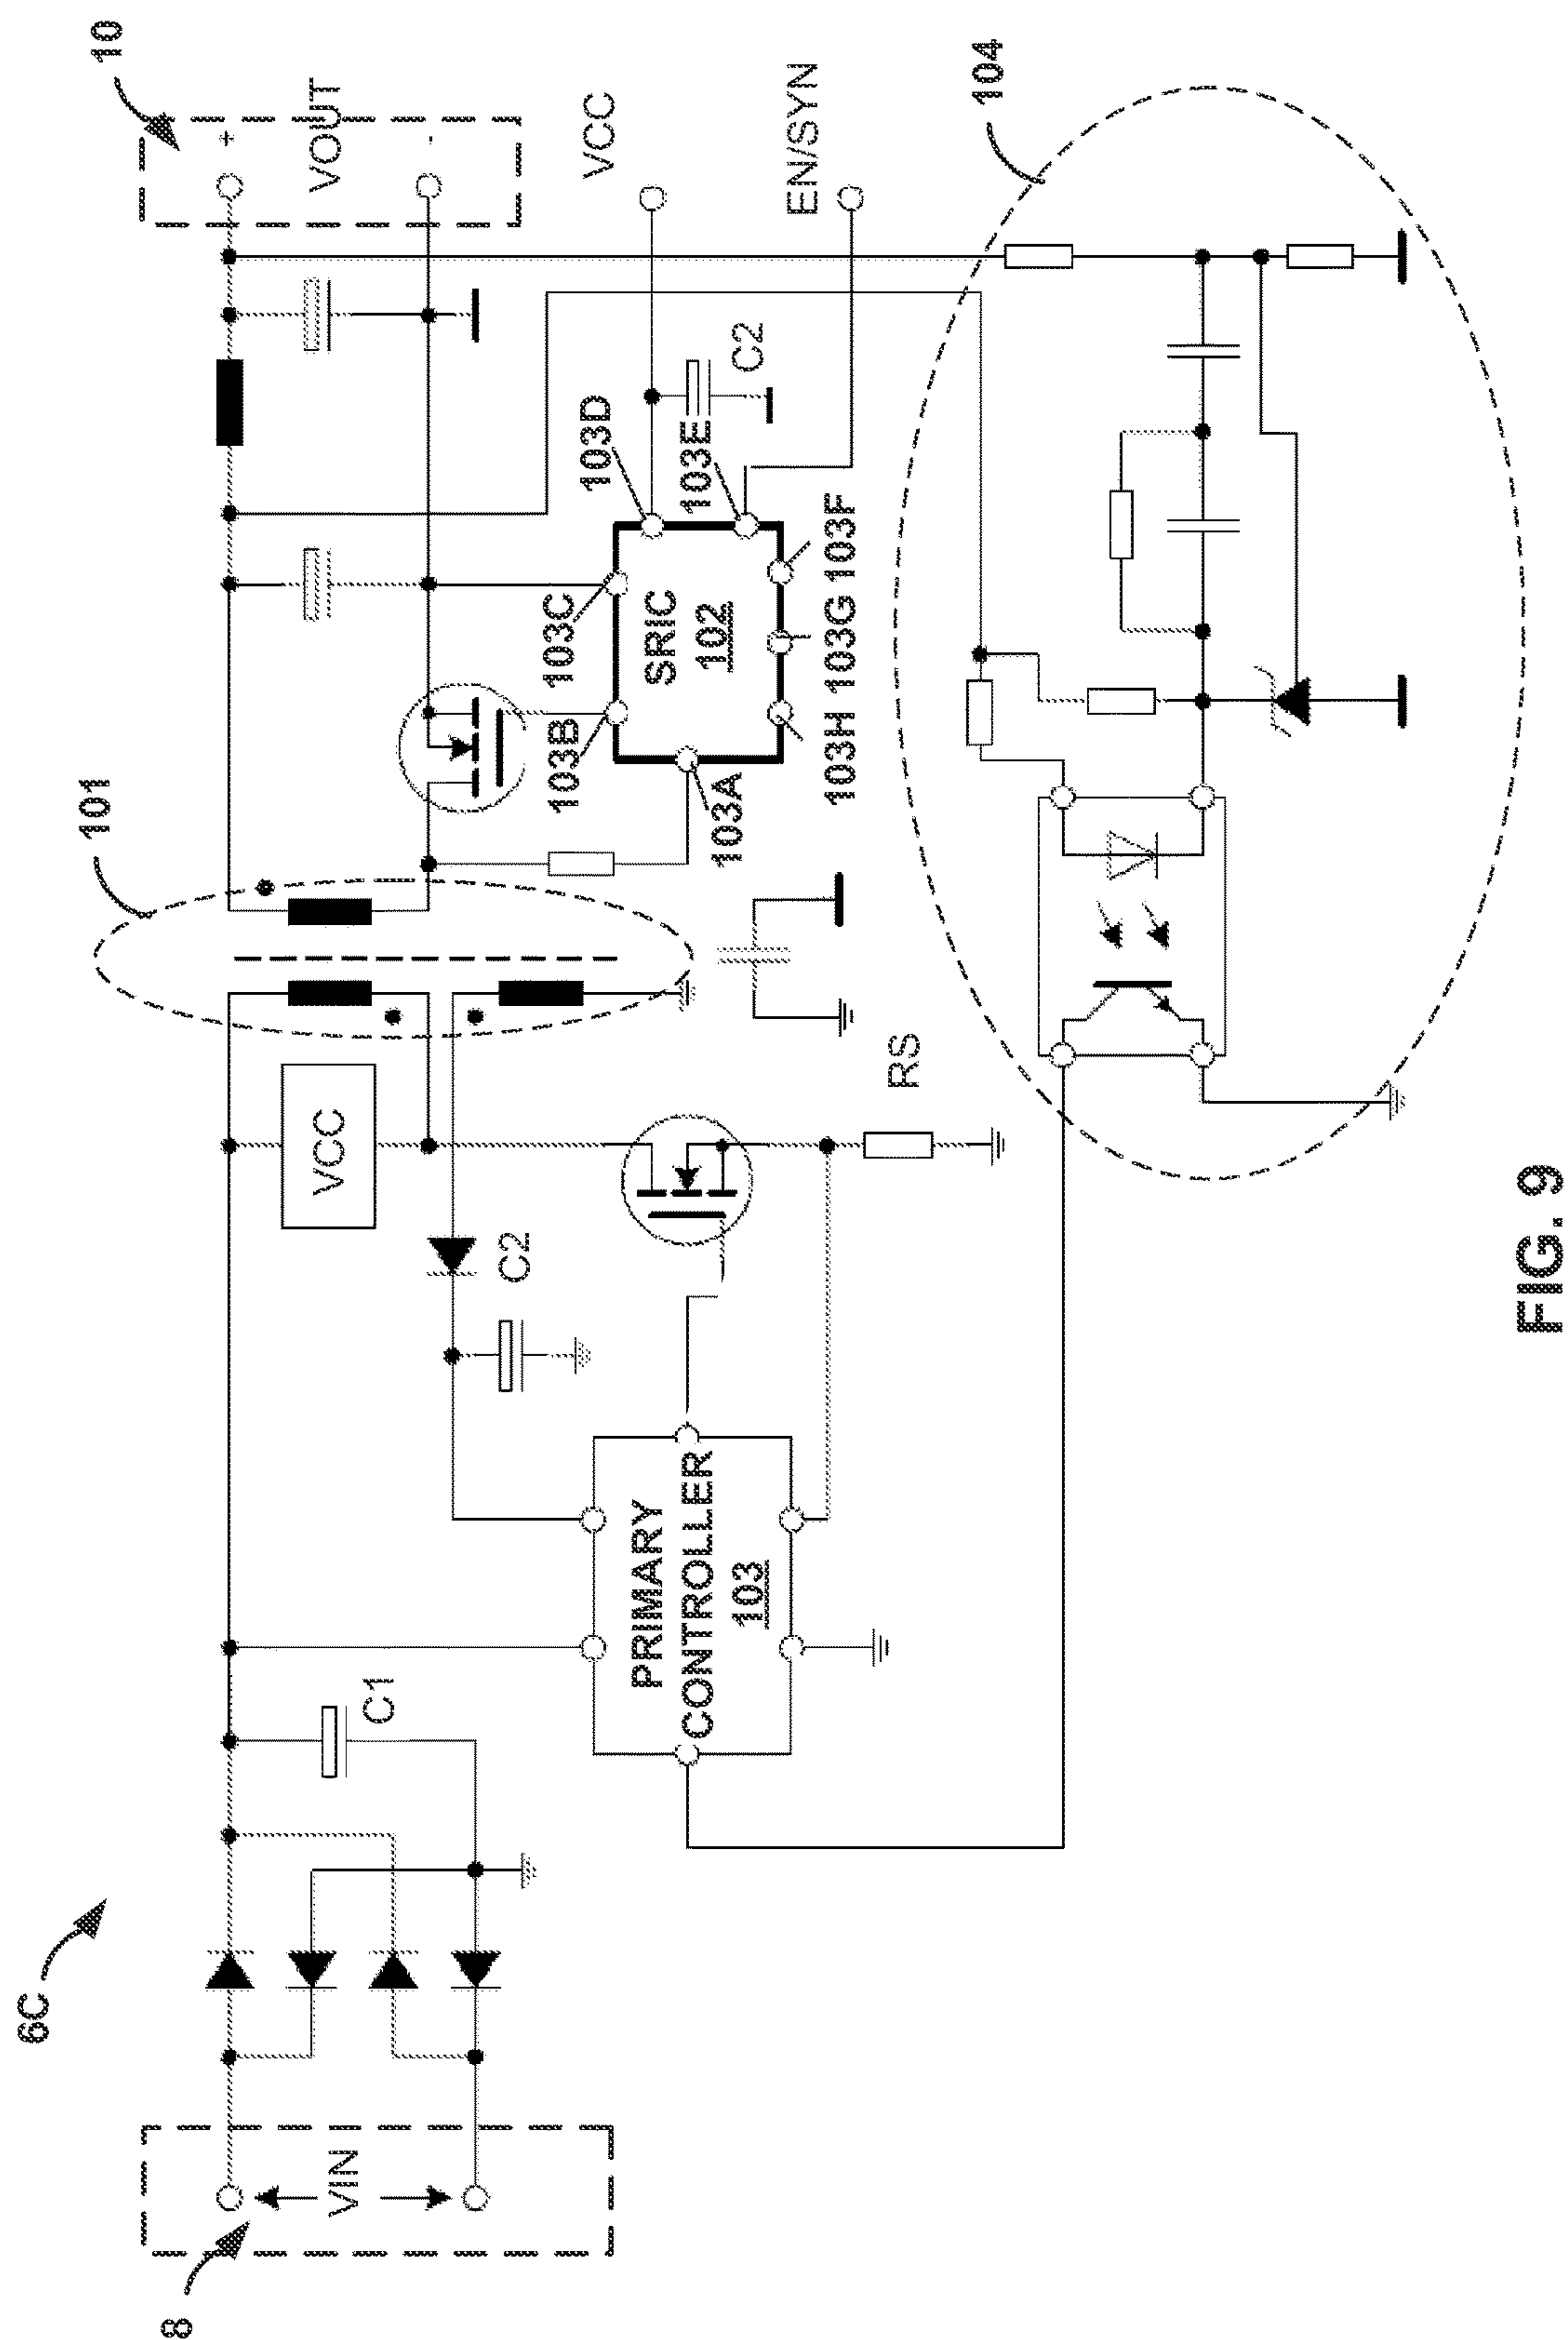 6C
8
VIN
C1
PRIMARY
CONTROLLER
103
VCC
C2
RS
101
103A
103B
103C
SRIC
102
103D
103E
103F
103G
103H
C2
VCC
EN/SYN
10
+
VOUT
-
104
FIG. 9